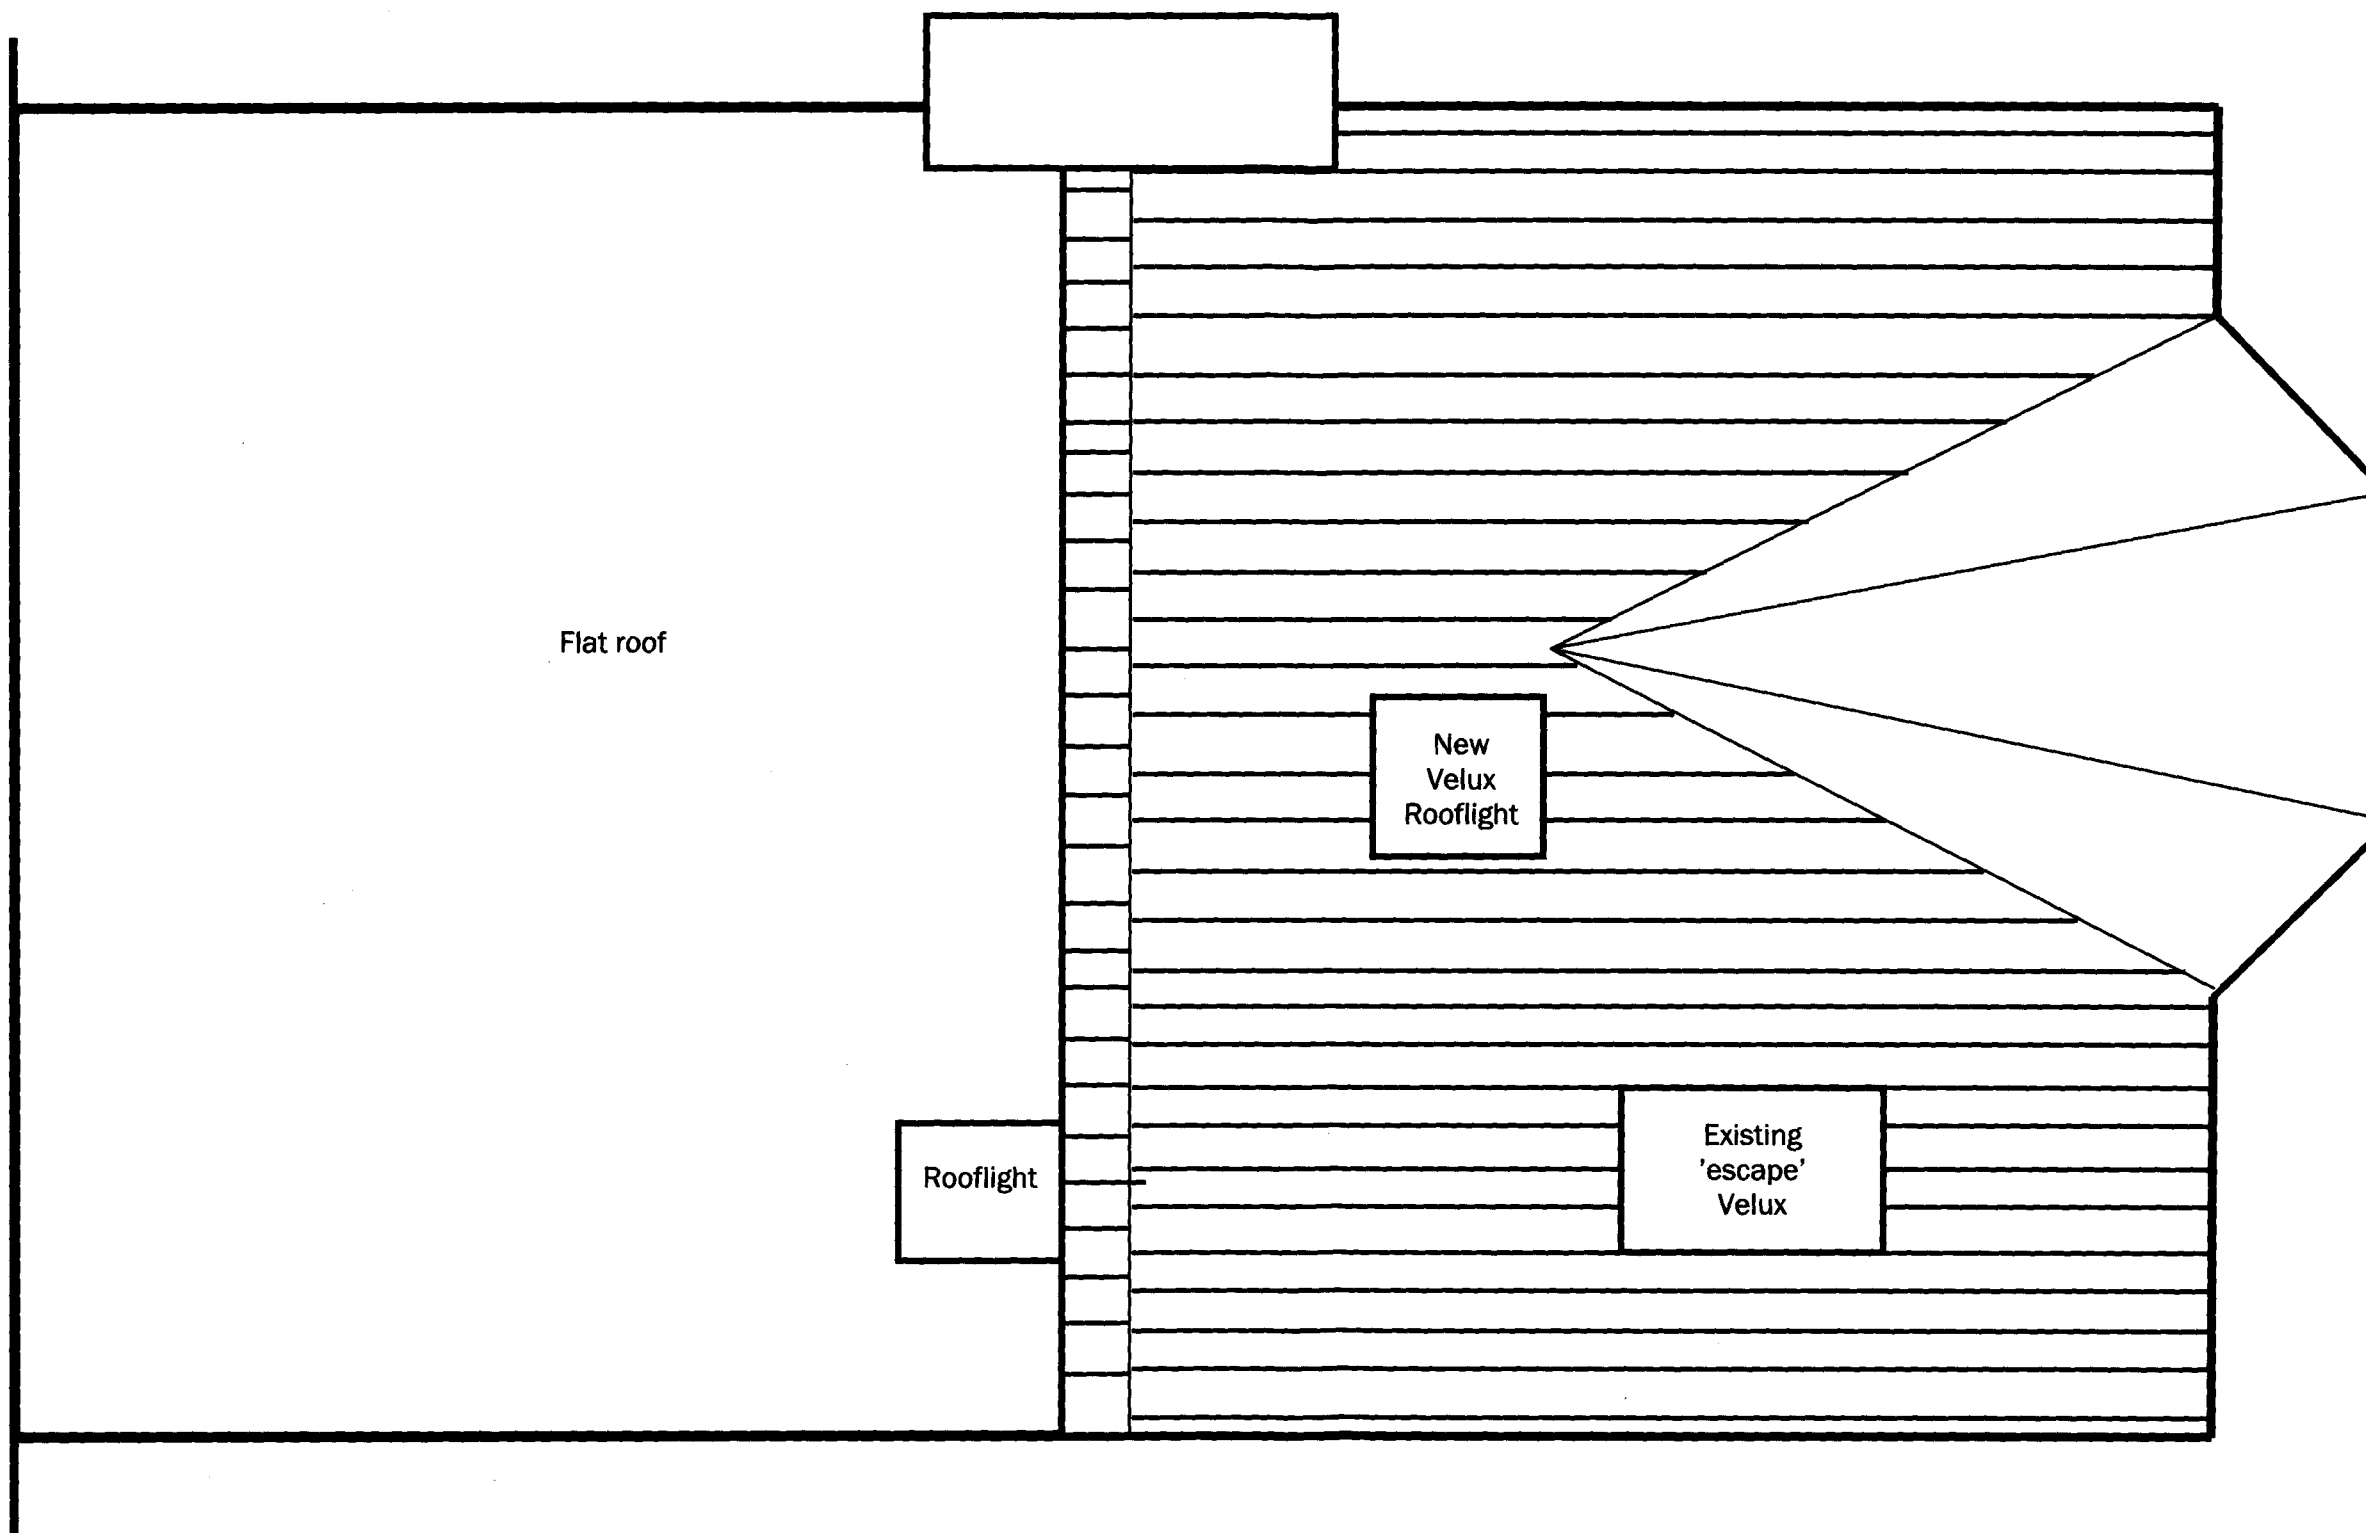 Flat roof
New
Velux
Rooflight
Rooflight
Existing
'escape'
Velux